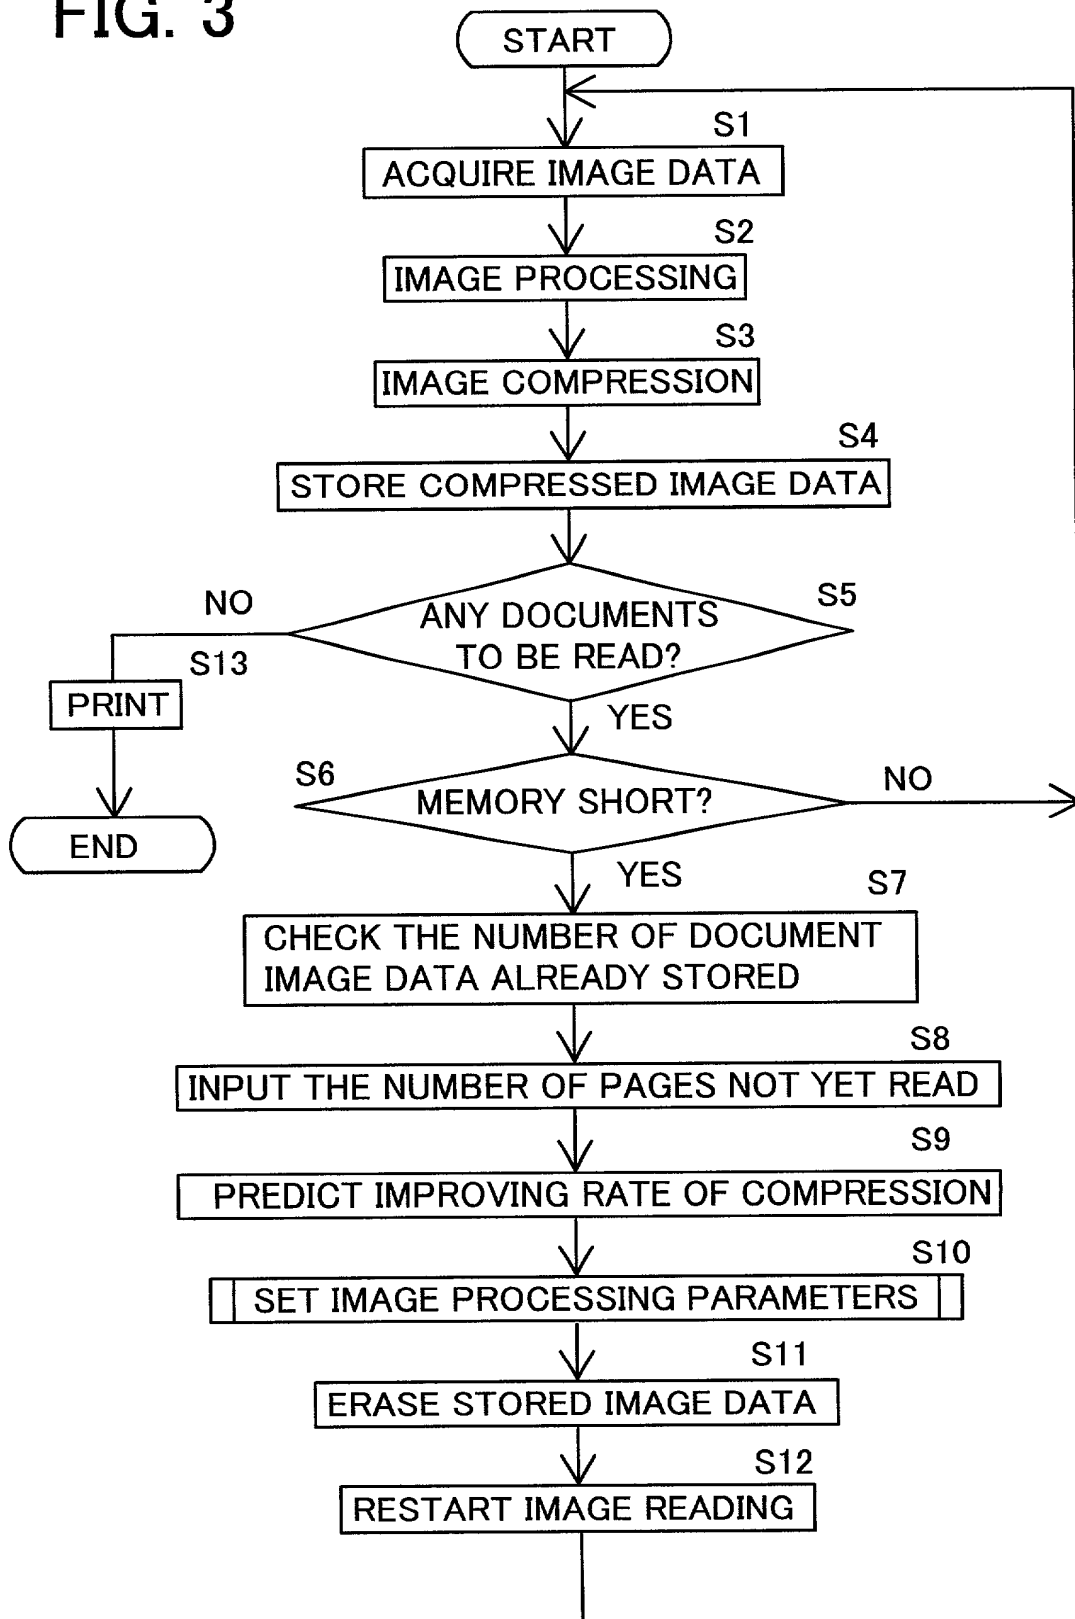 FIG. 3
START
S1
ACQUIRE IMAGE DATA
S2
IMAGE PROCESSING
S3
IMAGE COMPRESSION
S4
STORE COMPRESSED IMAGE DATA
S5
ANY DOCUMENTS
TO BE READ?
NO
S13
PRINT
END
YES
S6
MEMORY SHORT?
NO
YES
S7
CHECK THE NUMBER OF DOCUMENT
IMAGE DATA ALREADY STORED
S8
INPUT THE NUMBER OF PAGES NOT YET READ
S9
PREDICT IMPROVING RATE OF COMPRESSION
S10
SET IMAGE PROCESSING PARAMETERS
S11
ERASE STORED IMAGE DATA
S12
RESTART IMAGE READING